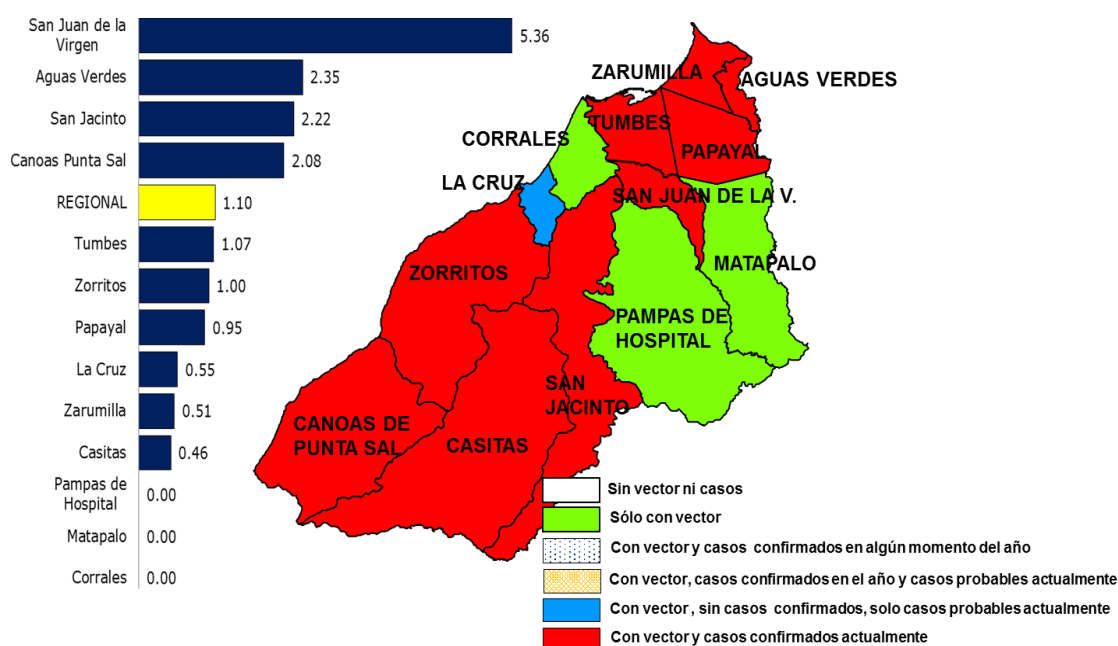 San Juan de la
Virgen
5.36
Aguas Verdes
2.35
San Jacinto
2.22
Canoas Punta Sal
2.08
REGIONAL
1.10
Tumbes
1.07
Zorritos
1.00
Papayal
0.95
La Cruz
0.55
Zarumilla
0.51
Casitas
0.46
Pampas de
Hospital
0.00
Matapalo
0.00
Corrales
0.00
ZARUMILLA
AGUAS VERDES
TUMBES
CORRALES
PAPAYAL
LA CRUZ
SAN JUAN DE LA V.
MATAPALO
ZORRITOS
PAMPAS DE
HOSPITAL
SAN
JACINTO
CANOAS DE
PUNTA SAL
CASITAS
Sin vector ni casos
Sólo con vector
Con vector y casos confirmados en algún momento del año
Con vector, casos confirmados en el año y casos probables actualmente
Con vector , sin casos confirmados, solo casos probables actualmente
Con vector y casos confirmados actualmente